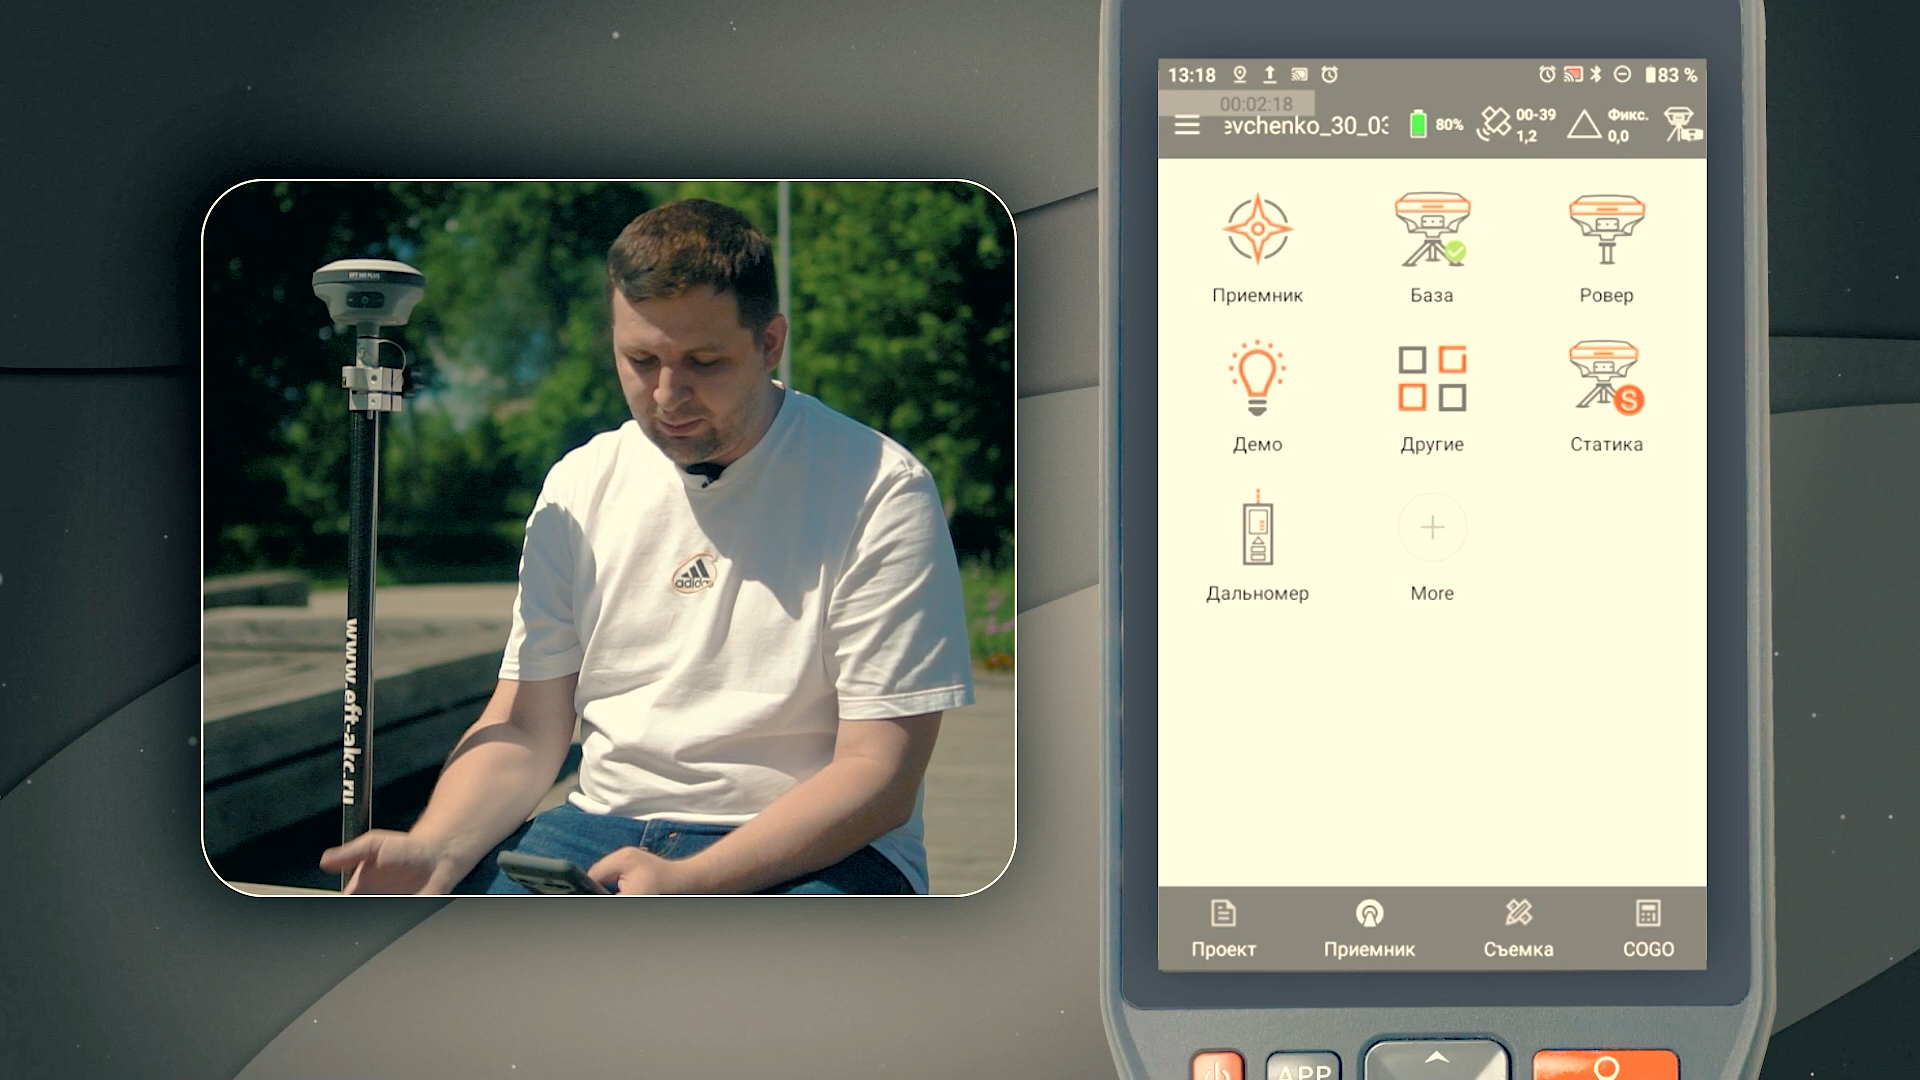 www.eft-akc.ru
adidas
13:18
83 %
00:02:18
evchenko_30_03
80%
00-39
1,2
Фикс.
0,0
Приемник
База
Ровер
Демо
Другие
S
Статика
Дальномер
More
Проект
Приемник
Съемка
COGO
APP